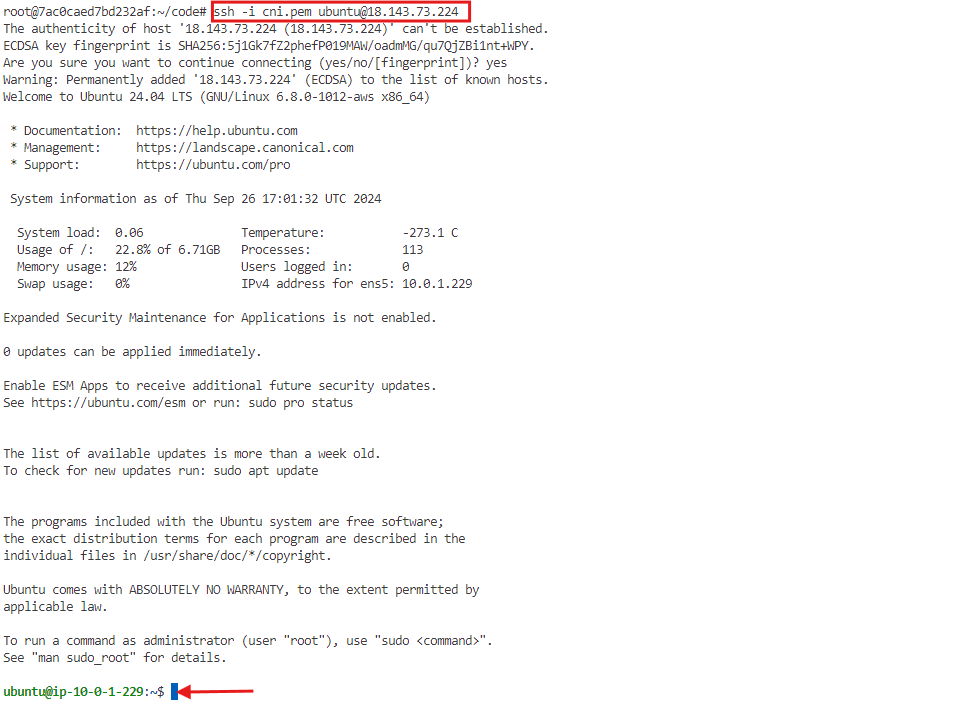 root@7ac0caed7bd232af:~/code# ssh -i cni.pem ubuntu@18.143.73.224
The authenticity of host '18.143.73.224 (18.143.73.224)' can't be established.
ECDSA key fingerprint is SHA256:5j1Gk7fZ2phefP019MAW/oadmMG/qu7QjZBi1nt+WPY.
Are you sure you want to continue connecting (yes/no/[fingerprint])? yes
Warning: Permanently added '18.143.73.224' (ECDSA) to the list of known hosts.
Welcome to Ubuntu 24.04 LTS (GNU/Linux 6.8.0-1012-aws x86_64)
* Documentation: https://help.ubuntu.com
* Management: https://landscape.canonical.com
* Support: https://ubuntu.com/pro
System information as of Thu Sep 26 17:01:32 UTC 2024
System load: 0.06 Temperature: -273.1 C
Usage of /: 22.8% of 6.71GB Processes: 113
Memory usage: 12% Users logged in: 0
Swap usage: 0% IPv4 address for ens5: 10.0.1.229
Expanded Security Maintenance for Applications is not enabled.
0 updates can be applied immediately.
Enable ESM Apps to receive additional future security updates.
See https://ubuntu.com/esm or run: sudo pro status
The list of available updates is more than a week old.
To check for new updates run: sudo apt update
The programs included with the Ubuntu system are free software;
the exact distribution terms for each program are described in the
individual files in /usr/share/doc/*/copyright.
Ubuntu comes with ABSOLUTELY NO WARRANTY, to the extent permitted by
applicable law.
To run a command as administrator (user "root"), use "sudo <command>".
See "man sudo_root" for details.
ubuntu@ip-10-0-1-229:~$